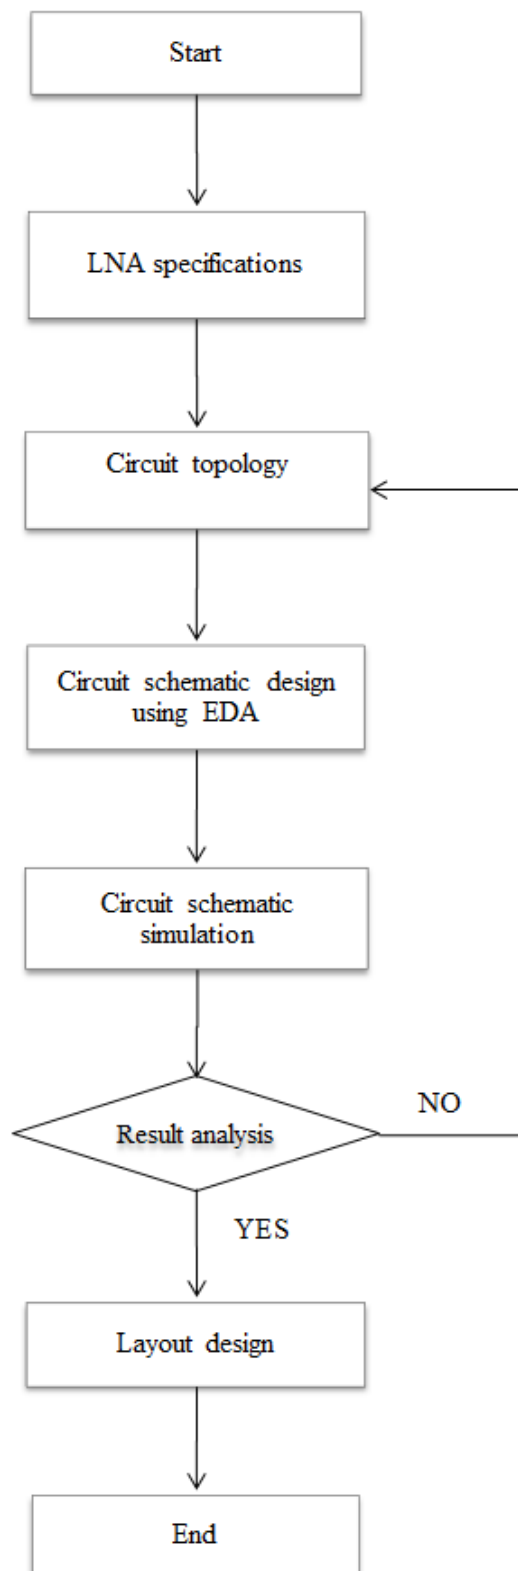 Start
LNA specifications
Circuit topology
Circuit schematic design
using EDA
Circuit schematic
simulation
Result analysis
NO
YES
Layout design
End